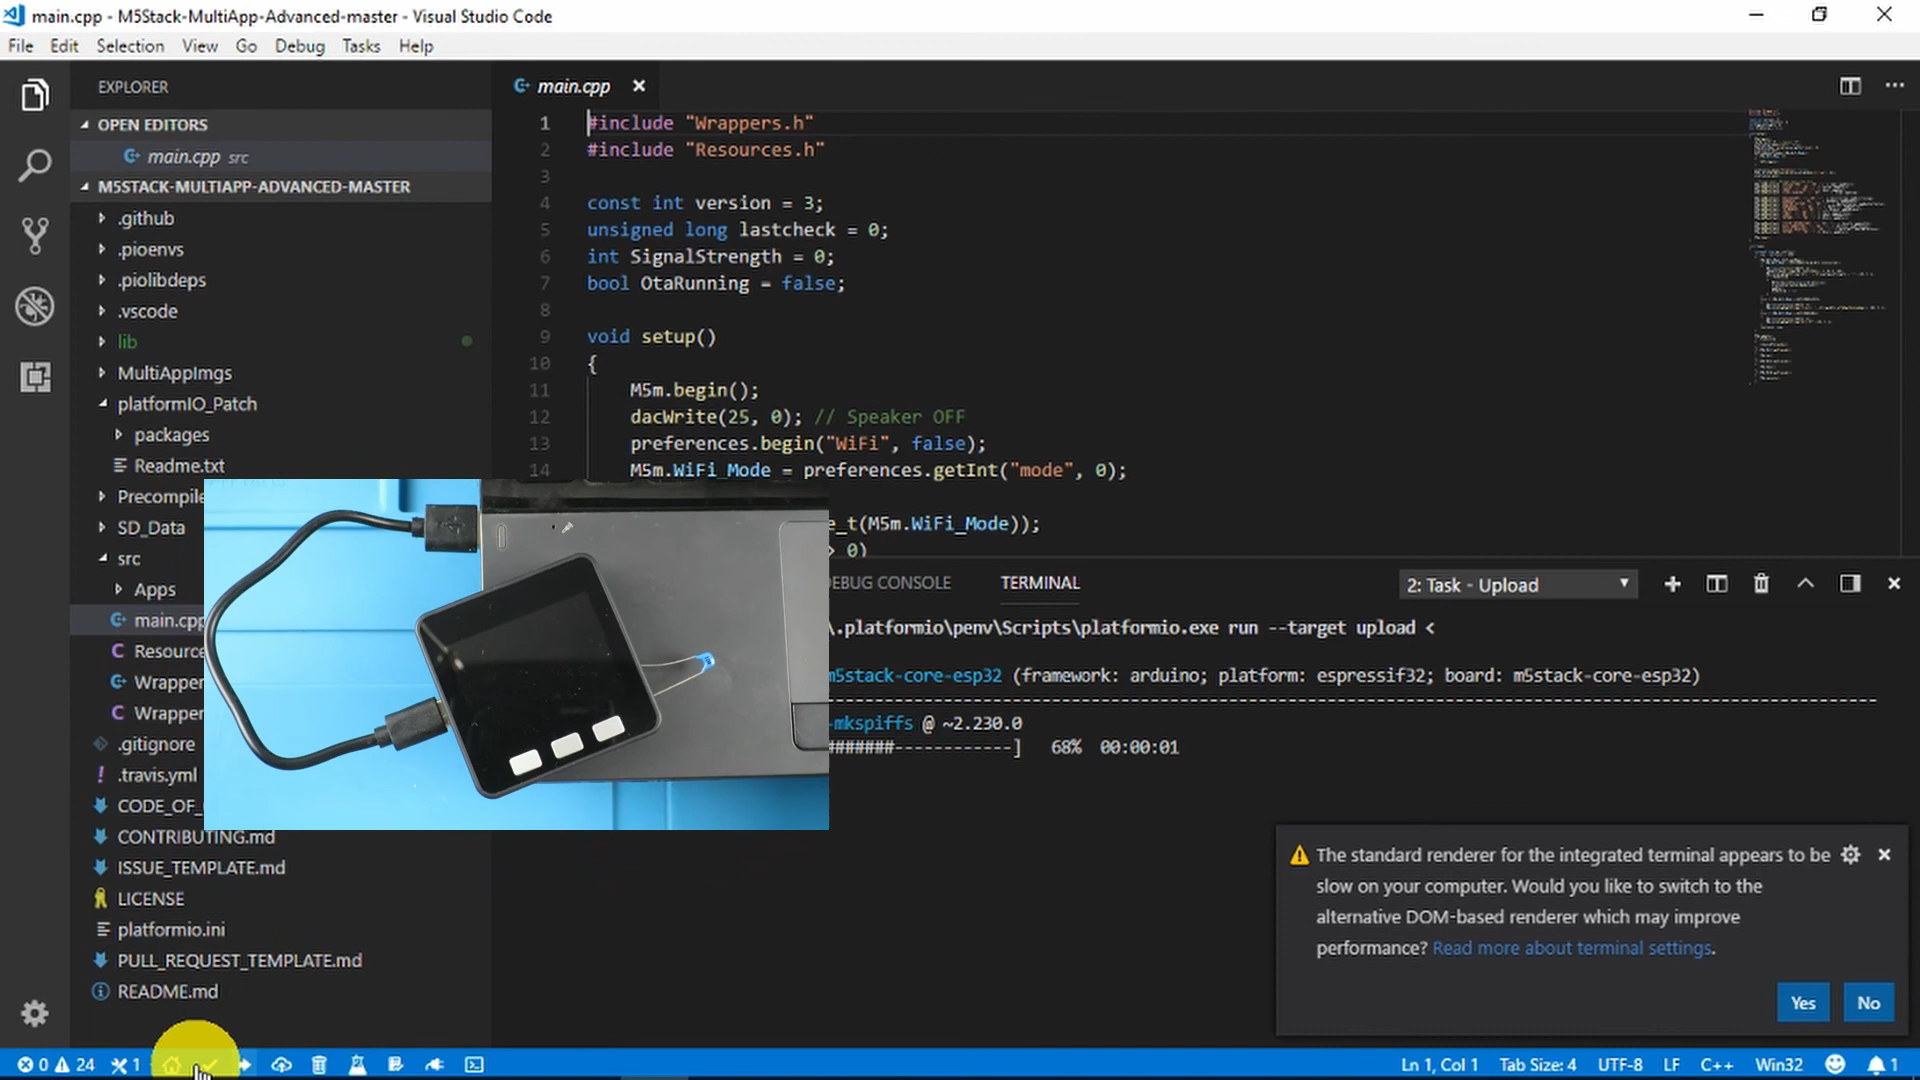 main.cpp - M5Stack-MultiApp-Advanced-master - Visual Studio Code
File Edit Selection View Go Debug Tasks Help
EXPLORER
OPEN EDITORS
main.cpp src
M5STACK-MULTIAPP-ADVANCED-MASTER
.github
.pioenvs
.piolibdeps
.vscode
lib
MultiAppImgs
platformIO_Patch
packages
Readme.txt
Precompile
SD_Data
src
Apps
main.cpp
Resource
Wrapper
Wrapper
.gitignore
.travis.yml
CODE_OF_
CONTRIBUTING.md
ISSUE_TEMPLATE.md
LICENSE
platformio.ini
PULL_REQUEST_TEMPLATE.md
README.md
main.cpp
1 #include "Wrappers.h"
2 #include "Resources.h"
3
4 const int version = 3;
5 unsigned long lastcheck = 0;
6 int SignalStrength = 0;
7 bool OtaRunning = false;
8
9 void setup()
10 {
11 M5m.begin();
12 dacWrite(25, 0); // Speaker OFF
13 preferences.begin("WiFi", false);
14 M5m.WiFi_Mode = preferences.getInt("mode", 0);
e_t(M5m.WiFi_Mode));
0)
DEBUG CONSOLE TERMINAL 2: Task - Upload
\.platformio\penv\Scripts\platformio.exe run --target upload <
m5stack-core-esp32 (framework: arduino; platform: espressif32; board: m5stack-core-esp32)
-mkspiffs @ ~2.230.0
#######------------] 68% 00:00:01
The standard renderer for the integrated terminal appears to be
slow on your computer. Would you like to switch to the
alternative DOM-based renderer which may improve
performance? Read more about terminal settings.
Yes No
0 24 1 Ln 1, Col 1 Tab Size: 4 UTF-8 LF C++ Win32 1